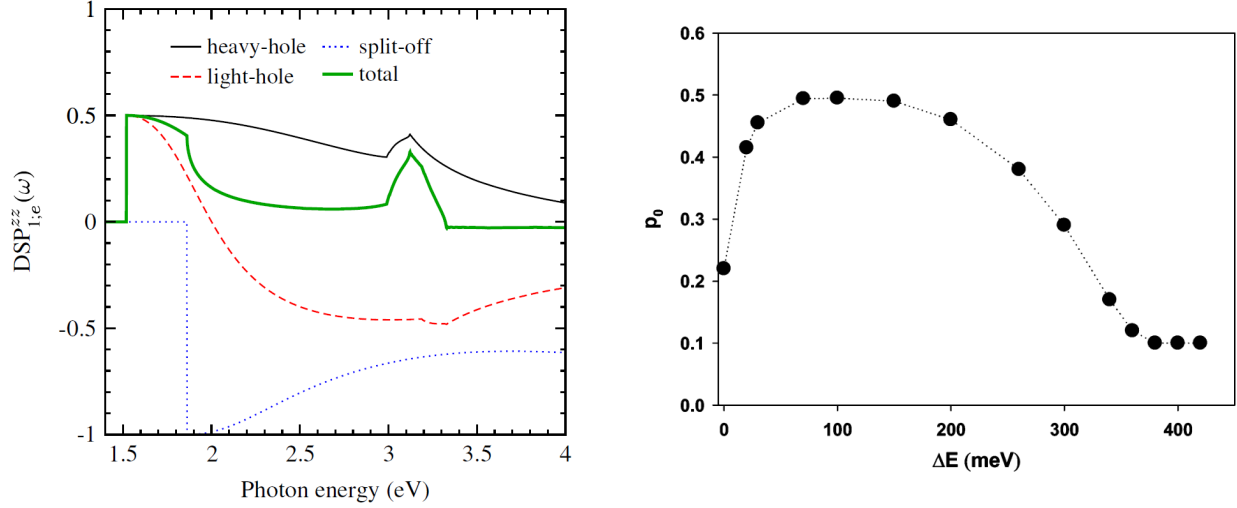 1
0.5
0
-0.5
-1
DSP^{zz}_{1;e}(ω)
heavy-hole
light-hole
split-off
total
1.5 2 2.5 3 3.5 4
Photon energy (eV)
0.6
0.5
0.4
0.3
0.2
0.1
0.0
p₀
0 100 200 300 400
ΔE (meV)